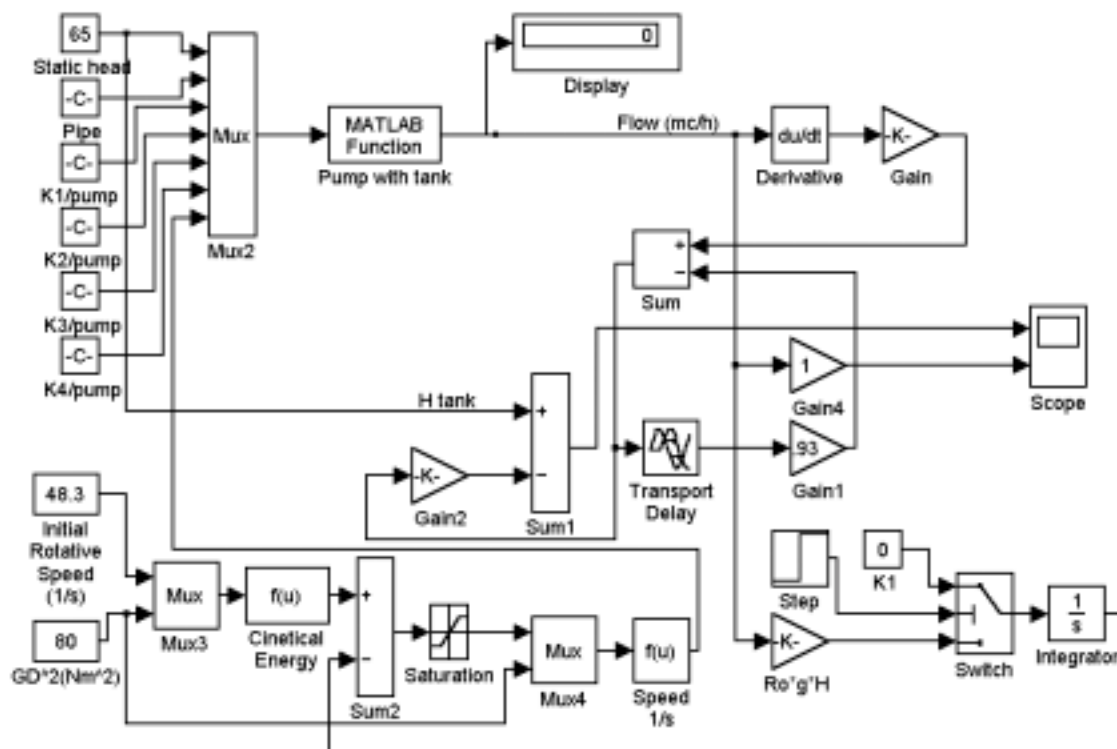 65
Static head
-C-
Pipe
-C-
K1/pump
-C-
K2/pump
-C-
K3/pump
-C-
K4/pump
Mux
Mux2
MATLAB
Function
Pump with tank
0
Display
Flow (mc/h)
du/dt
Derivative
-K-
Gain
+
−
Sum
1
Gain4
Scope
H tank
+
−
Sum1
-K-
Gain2
Transport
Delay
.93
Gain1
48.3
Initial
Rotative
Speed
(1/s)
80
GD*2(Nm^2)
Mux
Mux3
f(u)
Cinetical
Energy
+
−
Sum2
Saturation
Mux
Mux4
f(u)
Speed
1/s
Step
0
K1
-K-
Ro*g*H
Switch
1
s
Integrator